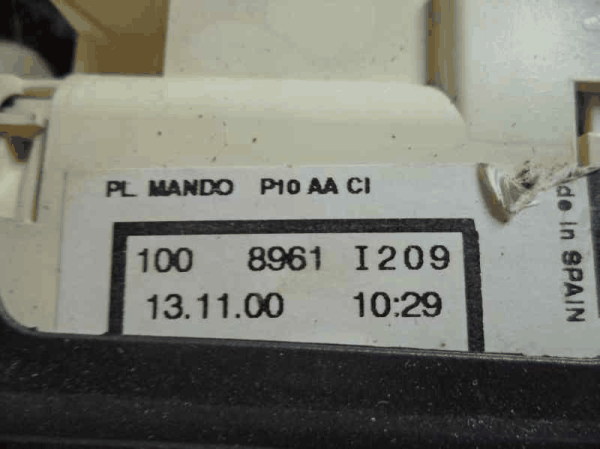 PL MANDO P10 AA CI
100 8961 I209
13.11.00 10:29
de in SPAIN